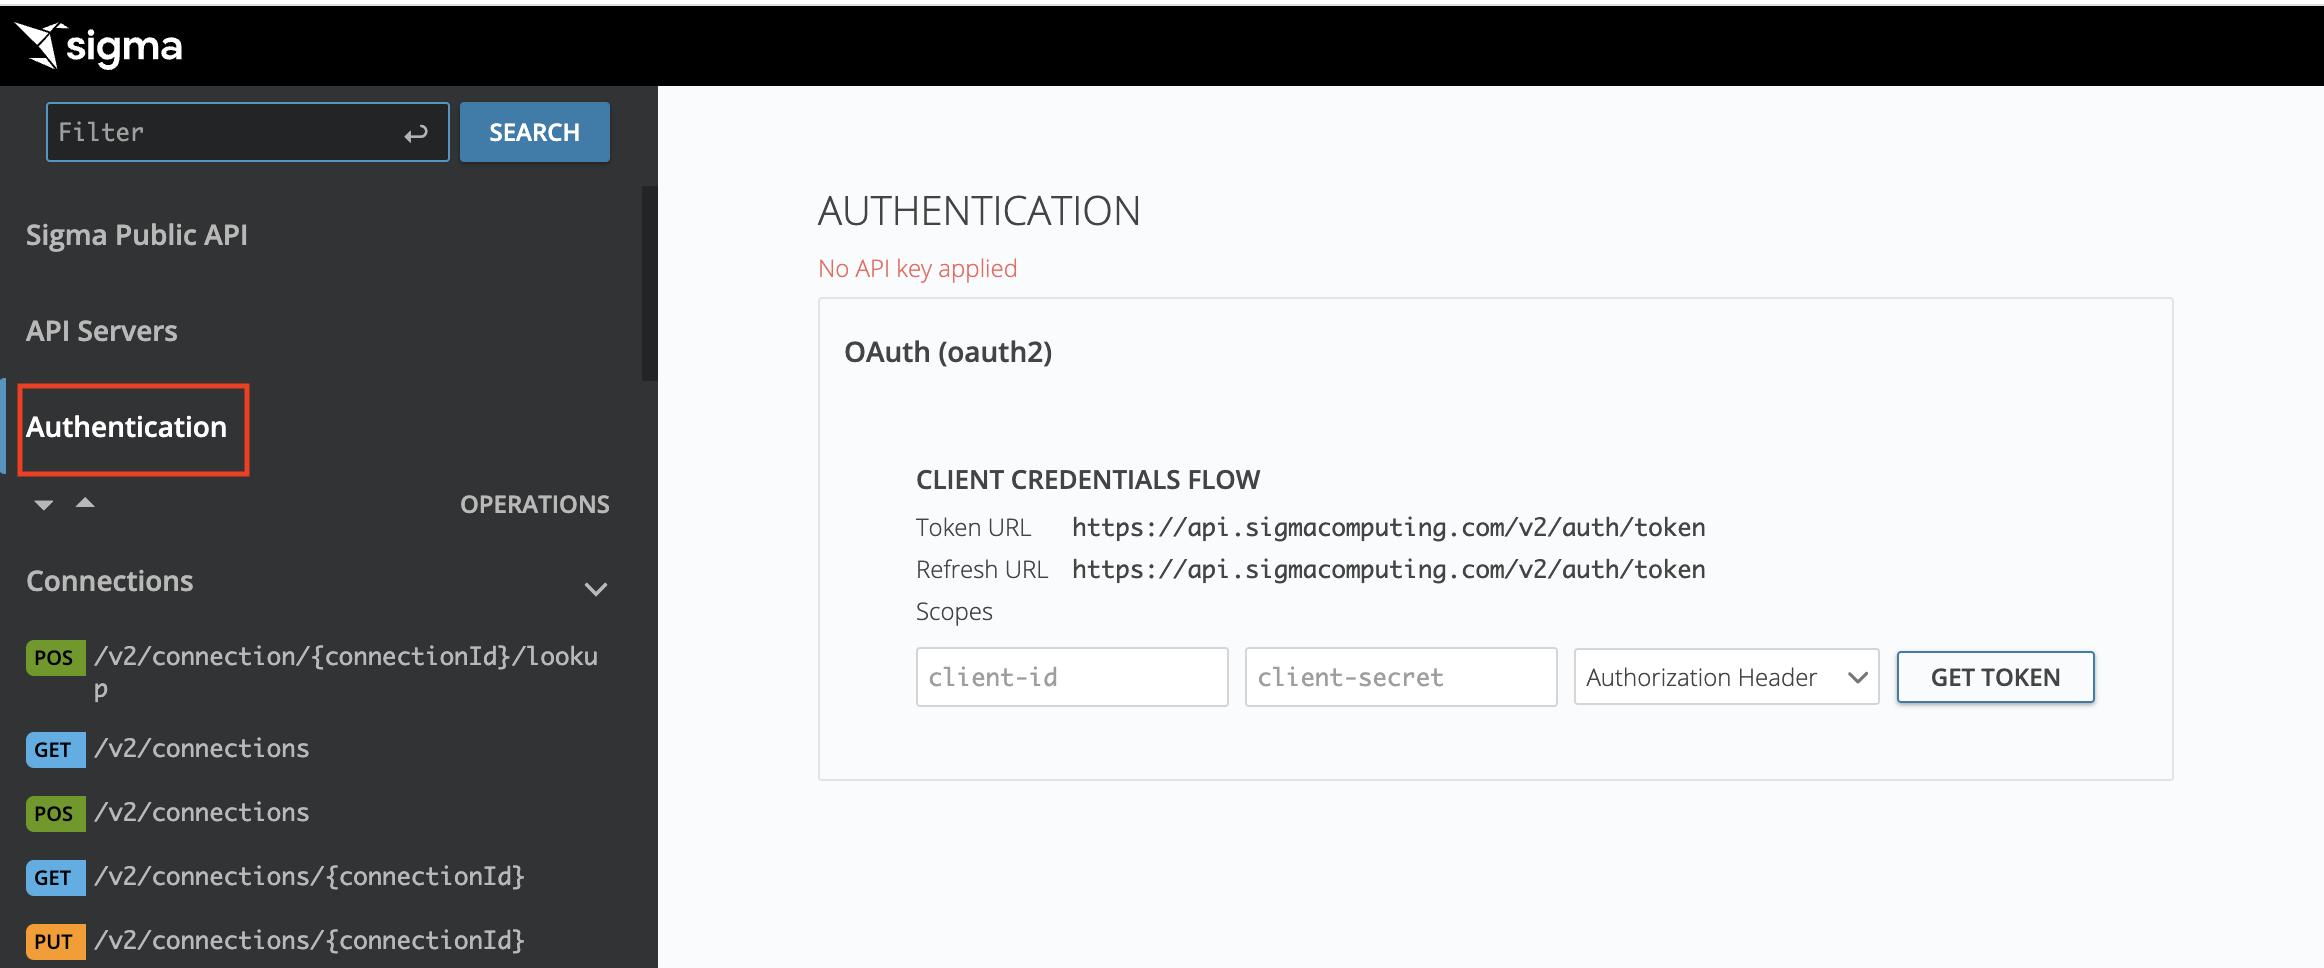 sigma
Filter
SEARCH
Sigma Public API
API Servers
Authentication
OPERATIONS
Connections
POS /v2/connection/{connectionId}/looku
p
GET /v2/connections
POS /v2/connections
GET /v2/connections/{connectionId}
PUT /v2/connections/{connectionId}
AUTHENTICATION
No API key applied
OAuth (oauth2)
CLIENT CREDENTIALS FLOW
Token URL https://api.sigmacomputing.com/v2/auth/token
Refresh URL https://api.sigmacomputing.com/v2/auth/token
Scopes
client-id client-secret Authorization Header GET TOKEN